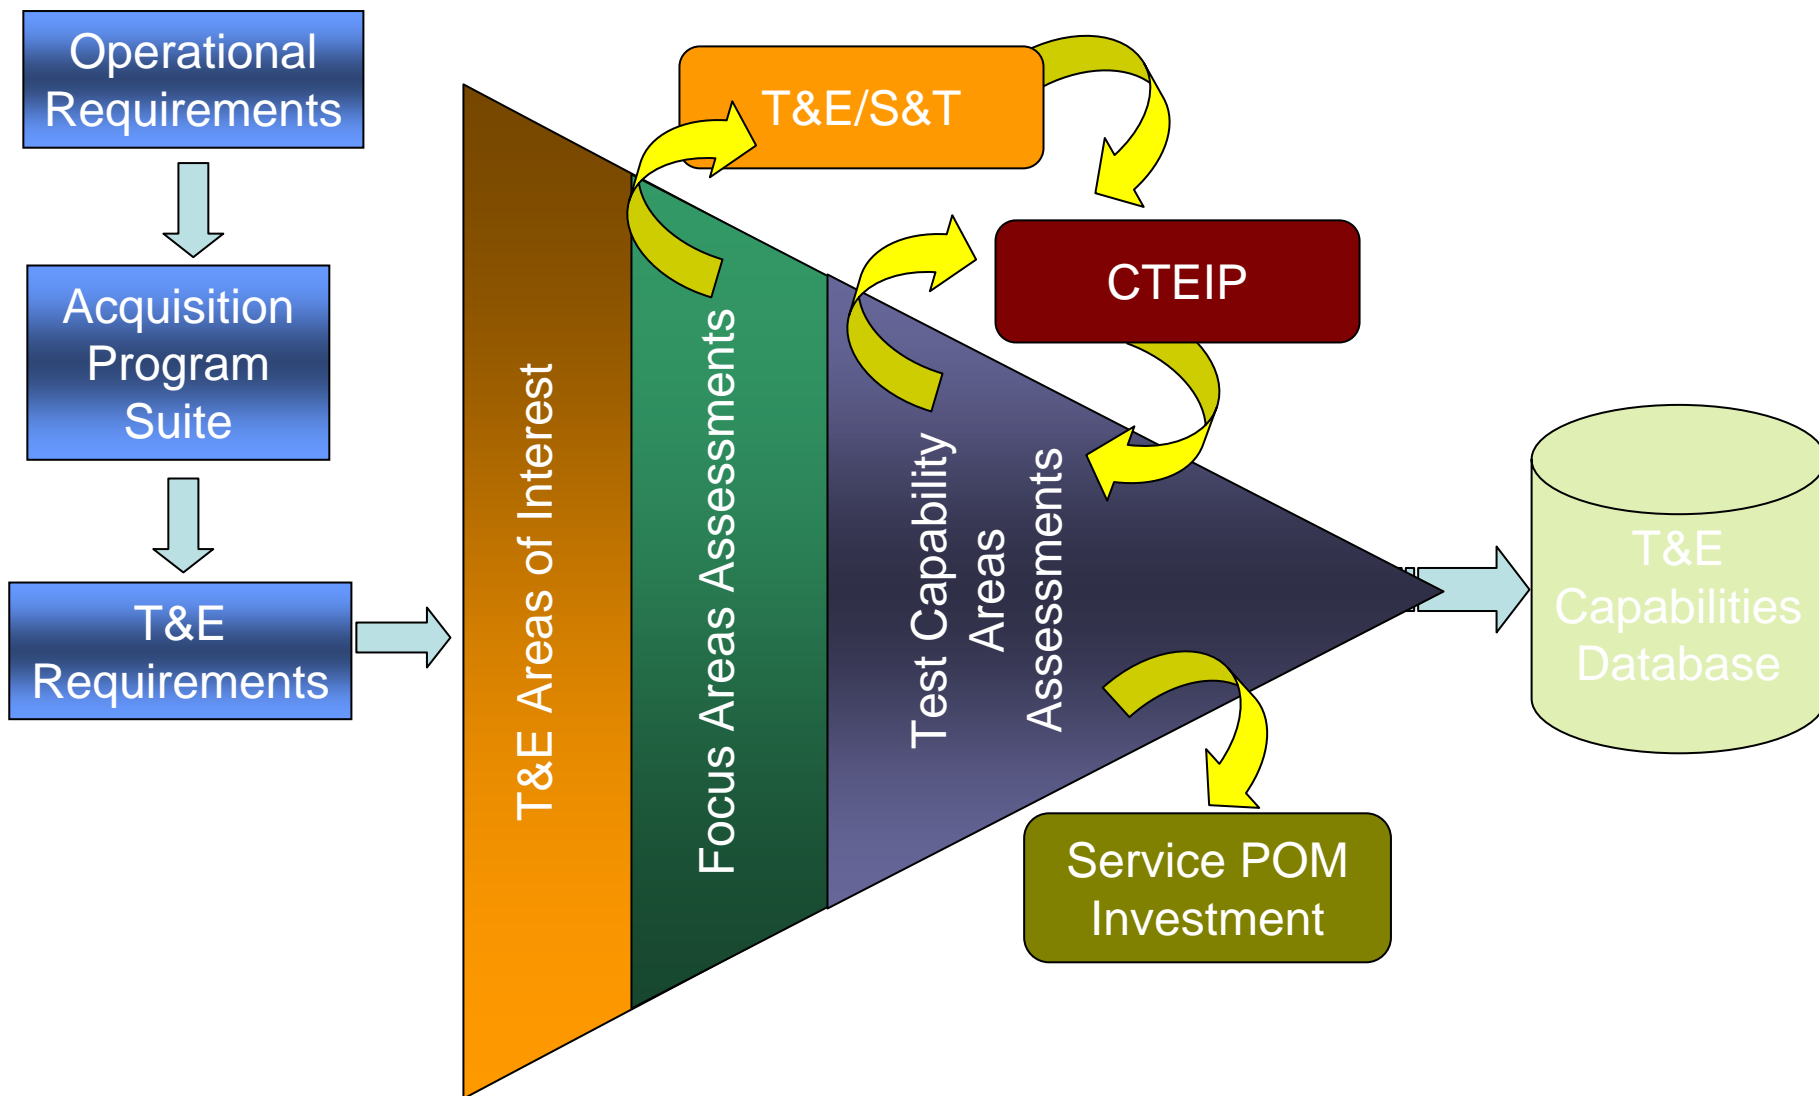 Operational
Requirements
Acquisition
Program
Suite
T&E
Requirements
T&E Areas of Interest
Focus Areas Assessments
Test Capability
Areas
Assessments
T&E/S&T
CTEIP
Service POM
Investment
T&E
Capabilities
Database